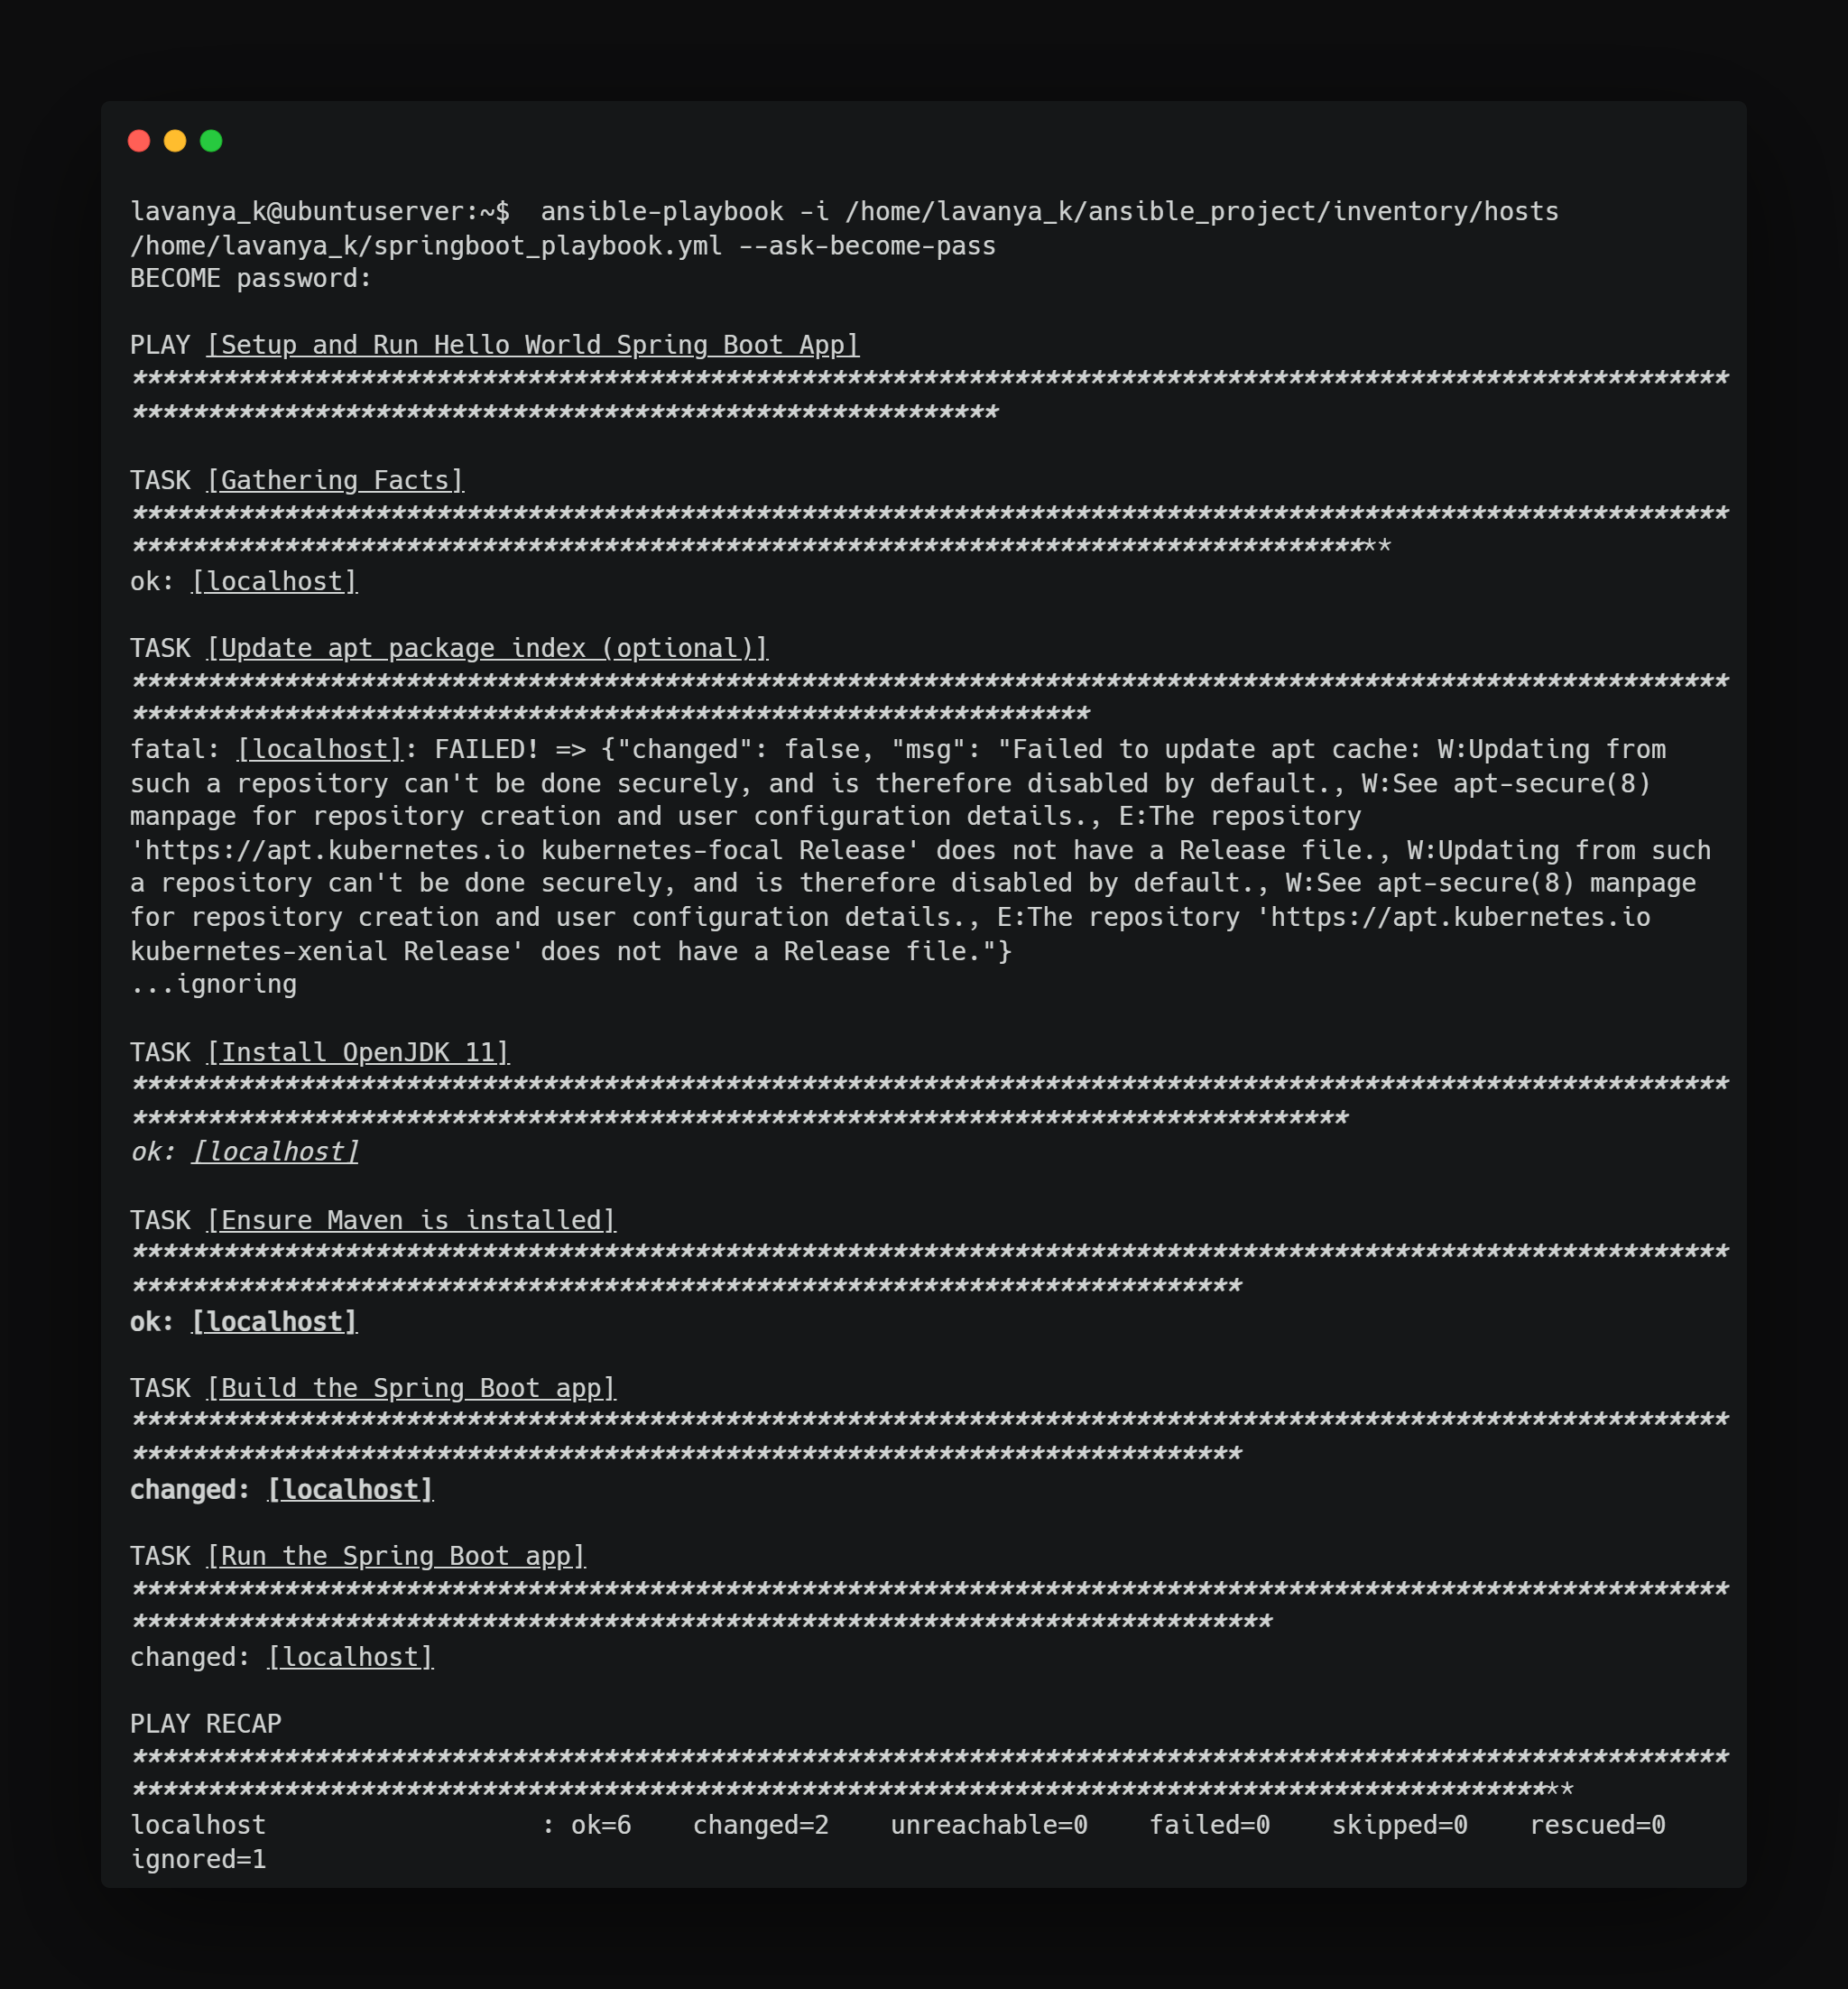 lavanya_k@ubuntuserver:~$  ansible-playbook -i /home/lavanya_k/ansible_project/inventory/hosts
/home/lavanya_k/springboot_playbook.yml --ask-become-pass
BECOME password:
PLAY [Setup and Run Hello World Spring Boot App]
*********************************************************************************************************
*********************************************************
TASK [Gathering Facts]
*********************************************************************************************************
***********************************************************************************
ok: [localhost]
TASK [Update apt package index (optional)]
*********************************************************************************************************
***************************************************************
fatal: [localhost]: FAILED! => {"changed": false, "msg": "Failed to update apt cache: W:Updating from
such a repository can't be done securely, and is therefore disabled by default., W:See apt-secure(8)
manpage for repository creation and user configuration details., E:The repository
'https://apt.kubernetes.io kubernetes-focal Release' does not have a Release file., W:Updating from such
a repository can't be done securely, and is therefore disabled by default., W:See apt-secure(8) manpage
for repository creation and user configuration details., E:The repository 'https://apt.kubernetes.io
kubernetes-xenial Release' does not have a Release file."}
...ignoring
TASK [Install OpenJDK 11]
*********************************************************************************************************
********************************************************************************
ok: [localhost]
TASK [Ensure Maven is installed]
*********************************************************************************************************
*************************************************************************
ok: [localhost]
TASK [Build the Spring Boot app]
*********************************************************************************************************
*************************************************************************
changed: [localhost]
TASK [Run the Spring Boot app]
*********************************************************************************************************
***************************************************************************
changed: [localhost]
PLAY RECAP
*********************************************************************************************************
***********************************************************************************************
localhost                  : ok=6    changed=2    unreachable=0    failed=0    skipped=0    rescued=0
ignored=1